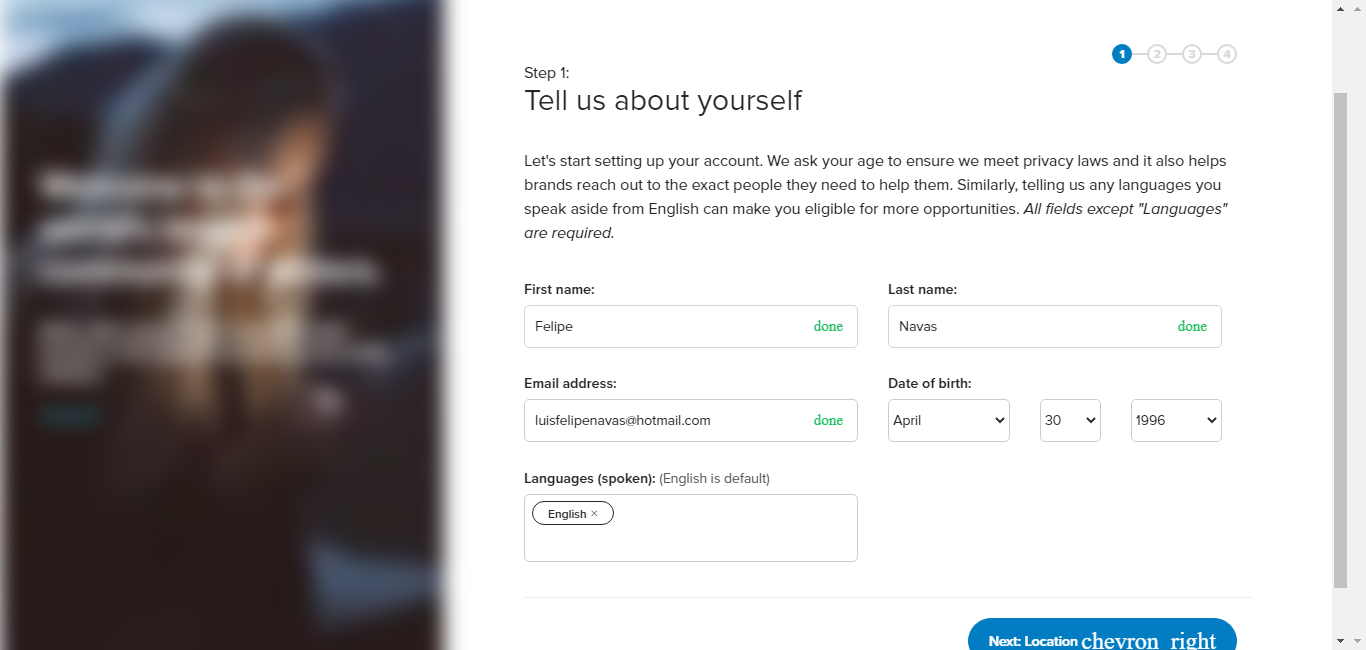 1 2 3 4
Step 1:
Tell us about yourself
Let's start setting up your account. We ask your age to ensure we meet privacy laws and it also helps
brands reach out to the exact people they need to help them. Similarly, telling us any languages you
speak aside from English can make you eligible for more opportunities. All fields except "Languages"
are required.
First name: Last name:
Felipe done Navas done
Email address: Date of birth:
luisfelipenavas@hotmail.com done April 30 1996
Languages (spoken): (English is default)
English ×
Next: Location chevron_right